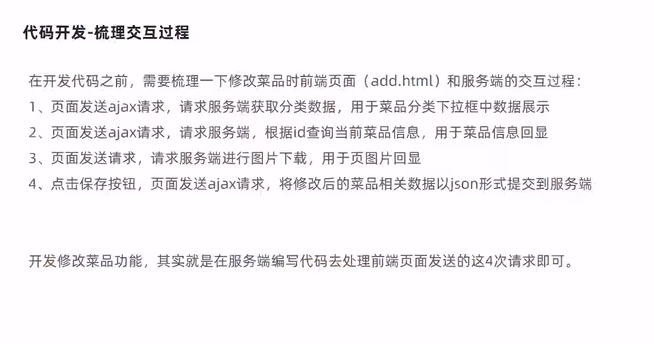 代码开发-梳理交互过程
在开发代码之前，需要梳理一下修改菜品时前端页面（add.html）和服务端的交互过程：
1、页面发送ajax请求，请求服务端获取分类数据，用于菜品分类下拉框中数据展示
2、页面发送ajax请求，请求服务端，根据id查询当前菜品信息，用于菜品信息回显
3、页面发送请求，请求服务端进行图片下载，用于页图片回显
4、点击保存按钮，页面发送ajax请求，将修改后的菜品相关数据以json形式提交到服务端
开发修改菜品功能，其实就是在服务端编写代码去处理前端页面发送的这4次请求即可。